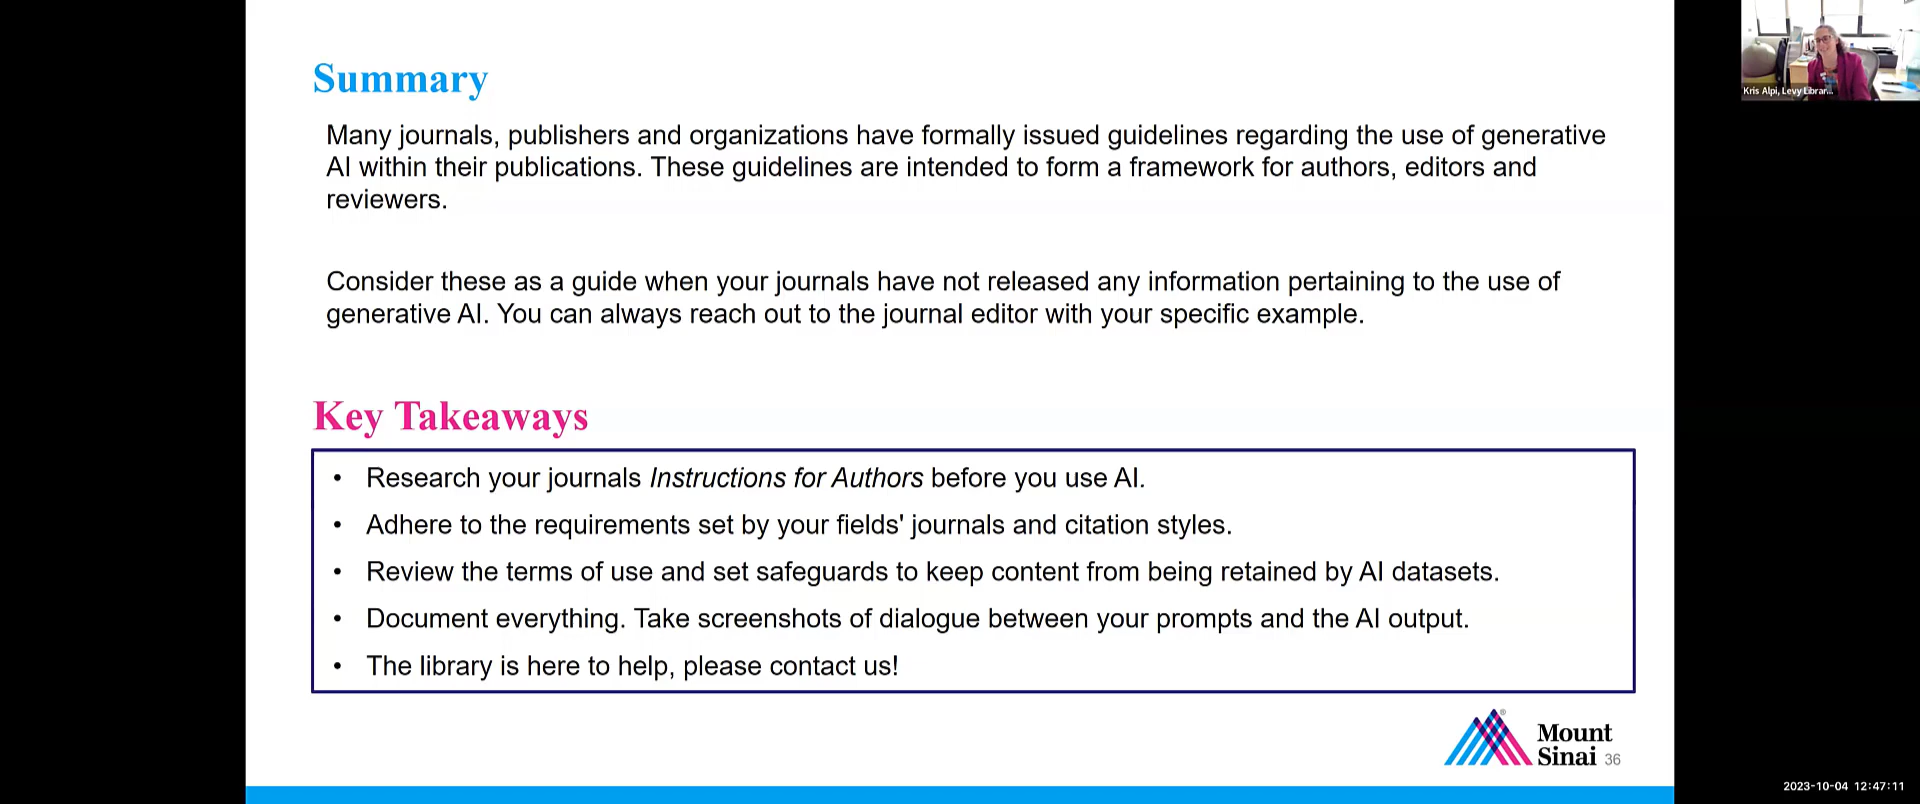 Summary
Many journals, publishers and organizations have formally issued guidelines regarding the use of generative
AI within their publications. These guidelines are intended to form a framework for authors, editors and
reviewers.
Consider these as a guide when your journals have not released any information pertaining to the use of
generative AI. You can always reach out to the journal editor with your specific example.
Key Takeaways
• Research your journals Instructions for Authors before you use AI.
• Adhere to the requirements set by your fields' journals and citation styles.
• Review the terms of use and set safeguards to keep content from being retained by AI datasets.
• Document everything. Take screenshots of dialogue between your prompts and the AI output.
• The library is here to help, please contact us!
®
Mount
Sinai 36
Kris Alpi, Levy Librar...
2023-10-04 12:47:11